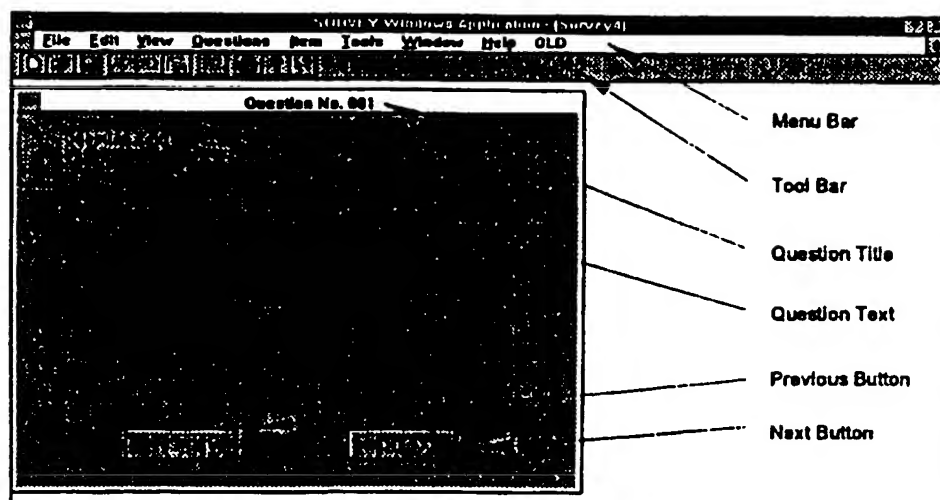 SURVEY Windows Application - [Survey4]
File Edit View Questions Item Tools Window Help OLD
Question No. 001
Menu Bar
Tool Bar
Question Title
Question Text
Previous Button
Next Button